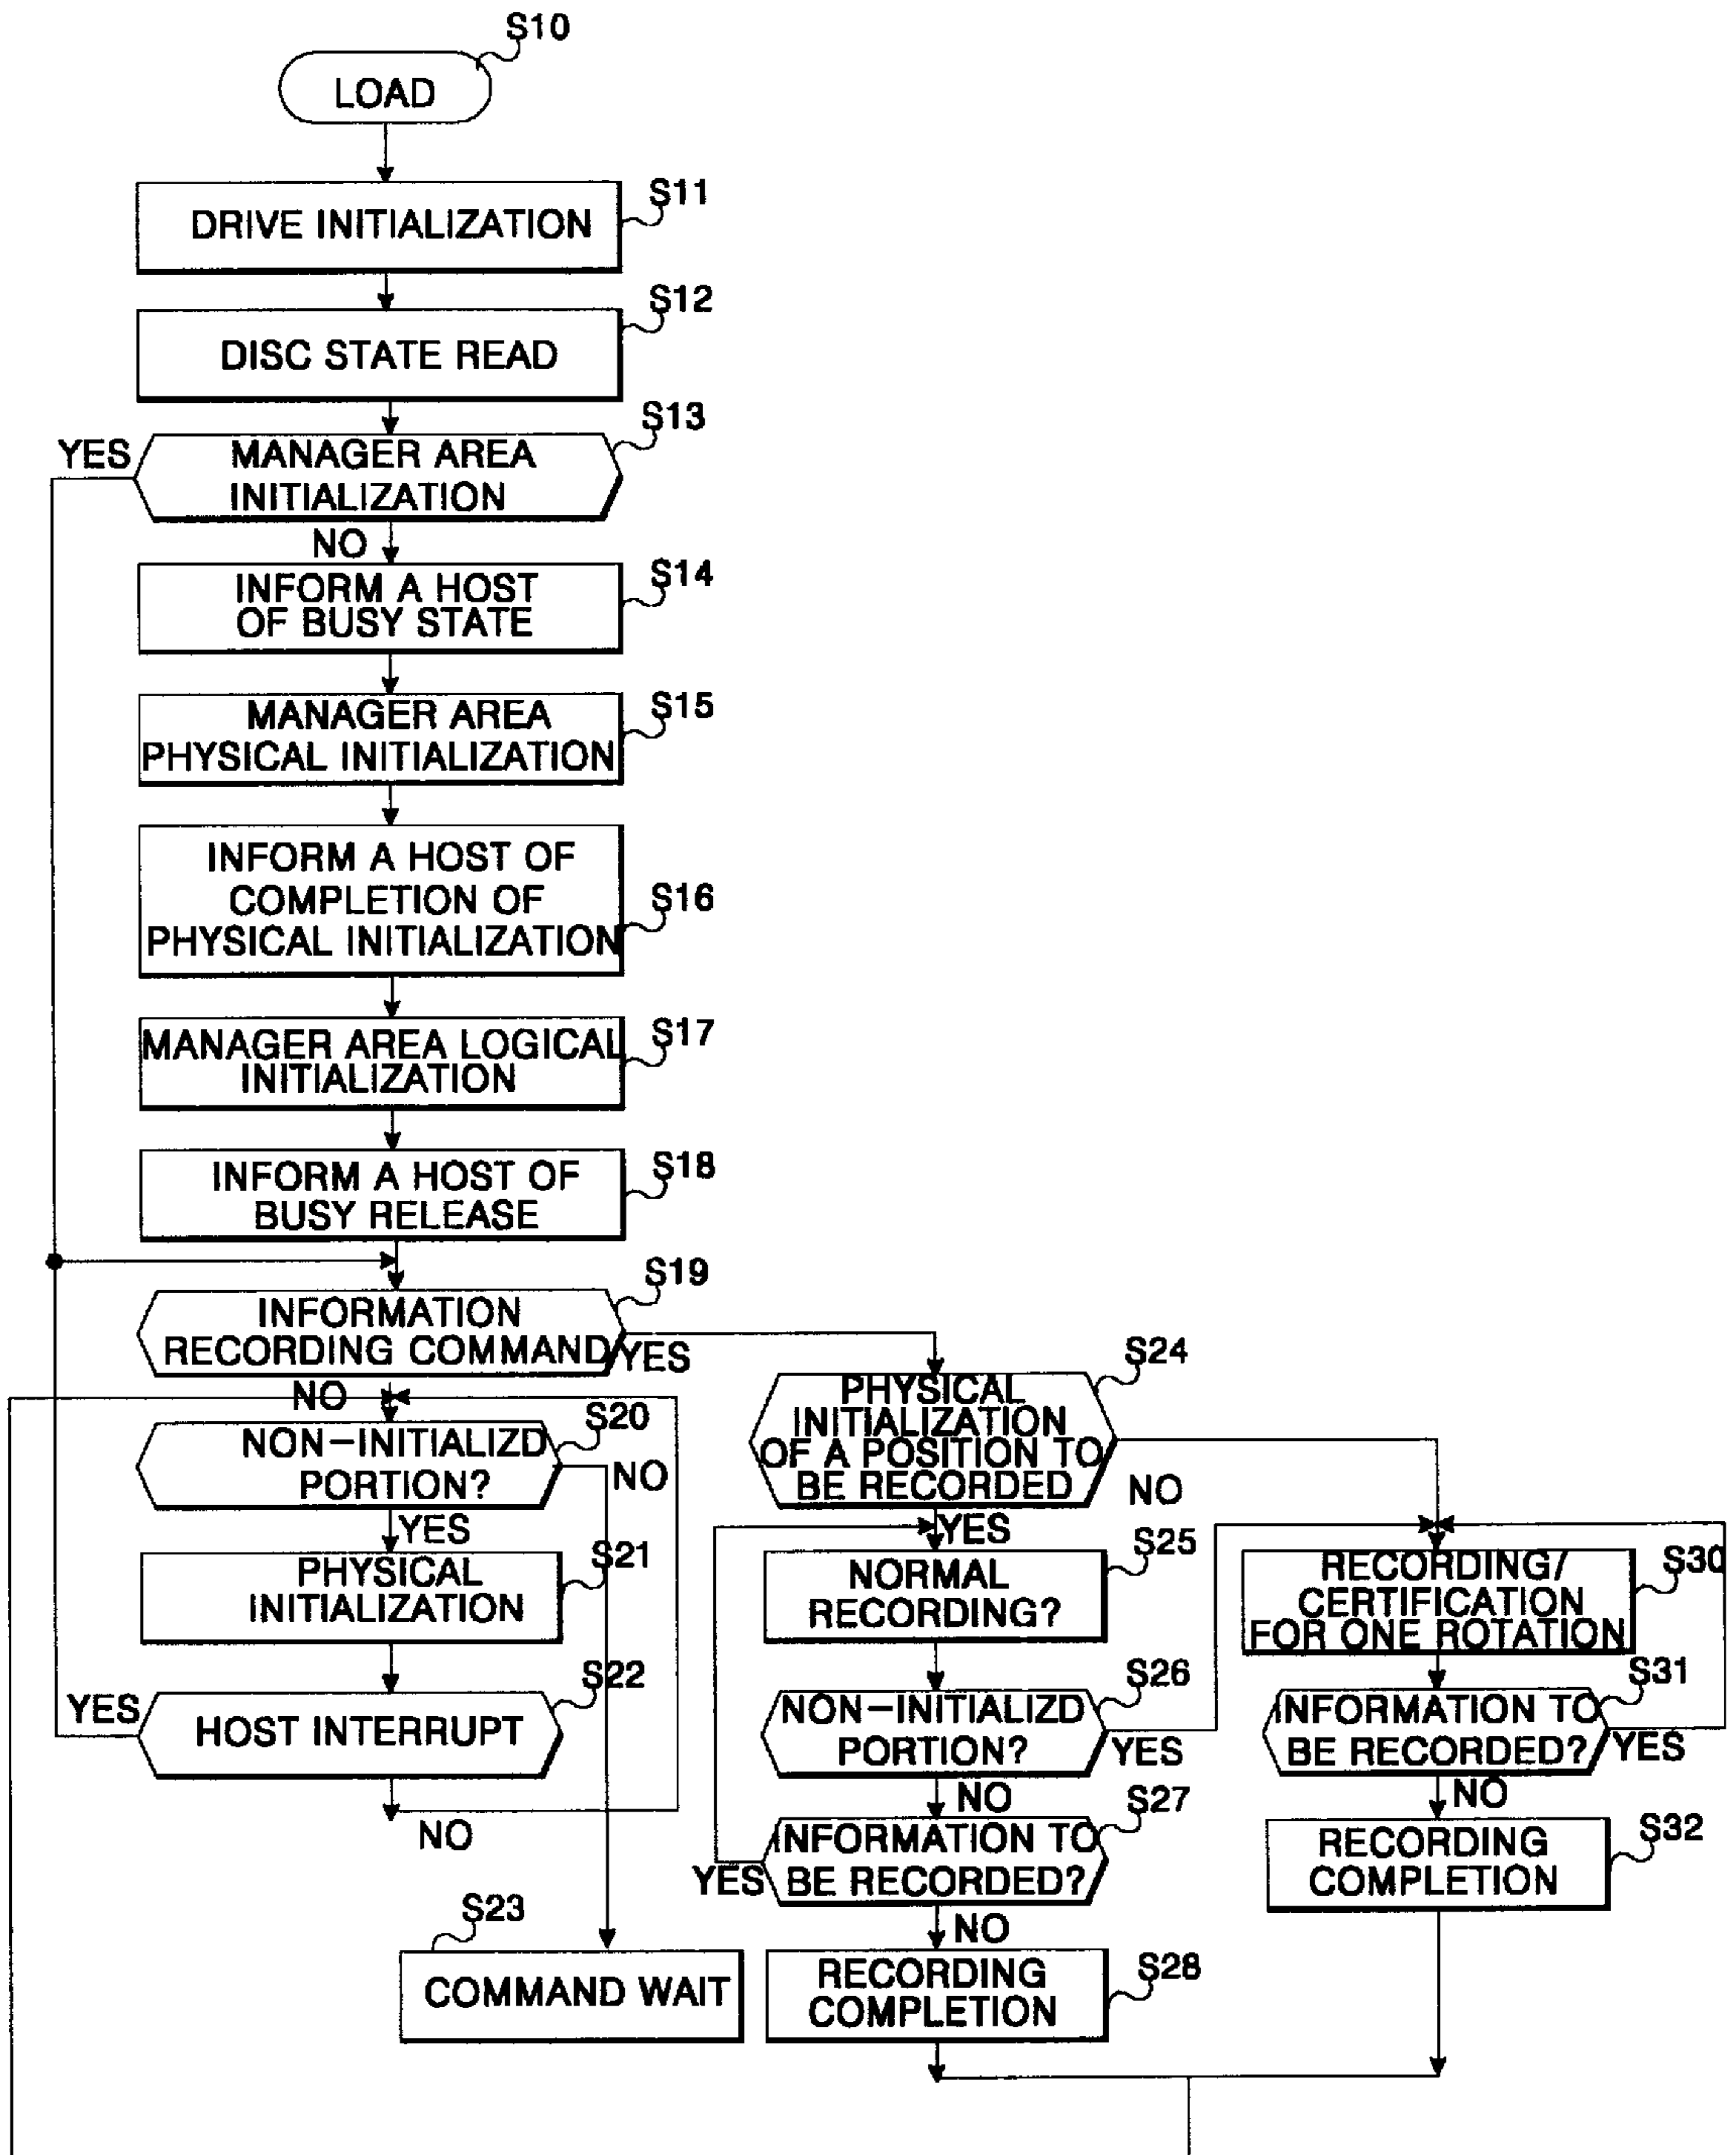 S10
LOAD
S11
DRIVE INITIALIZATION
S12
DISC STATE READ
S13
YES
MANAGER AREA
INITIALIZATION
NO
S14
INFORM A HOST
OF BUSY STATE
S15
MANAGER AREA
PHYSICAL INITIALIZATION
INFORM A HOST OF
COMPLETION OF
PHYSICAL INITIALIZATION
S16
MANAGER AREA LOGICAL
INITIALIZATION
S17
INFORM A HOST OF
BUSY RELEASE
S18
S19
INFORMATION
RECORDING COMMAND
YES
NO
S20
NON-INITIALIZD
PORTION?
NO
YES
S21
PHYSICAL
INITIALIZATION
S22
YES
HOST INTERRUPT
NO
S23
COMMAND WAIT
S24
PHYSICAL
INITIALIZATION
OF A POSITION TO
BE RECORDED
NO
YES
S25
NORMAL
RECORDING?
S26
NON-INITIALIZD
PORTION?
YES
NO
S27
INFORMATION TO
BE RECORDED?
YES
NO
S28
RECORDING
COMPLETION
S30
RECORDING/
CERTIFICATION
FOR ONE ROTATION
S31
INFORMATION TO
BE RECORDED?
YES
NO
S32
RECORDING
COMPLETION